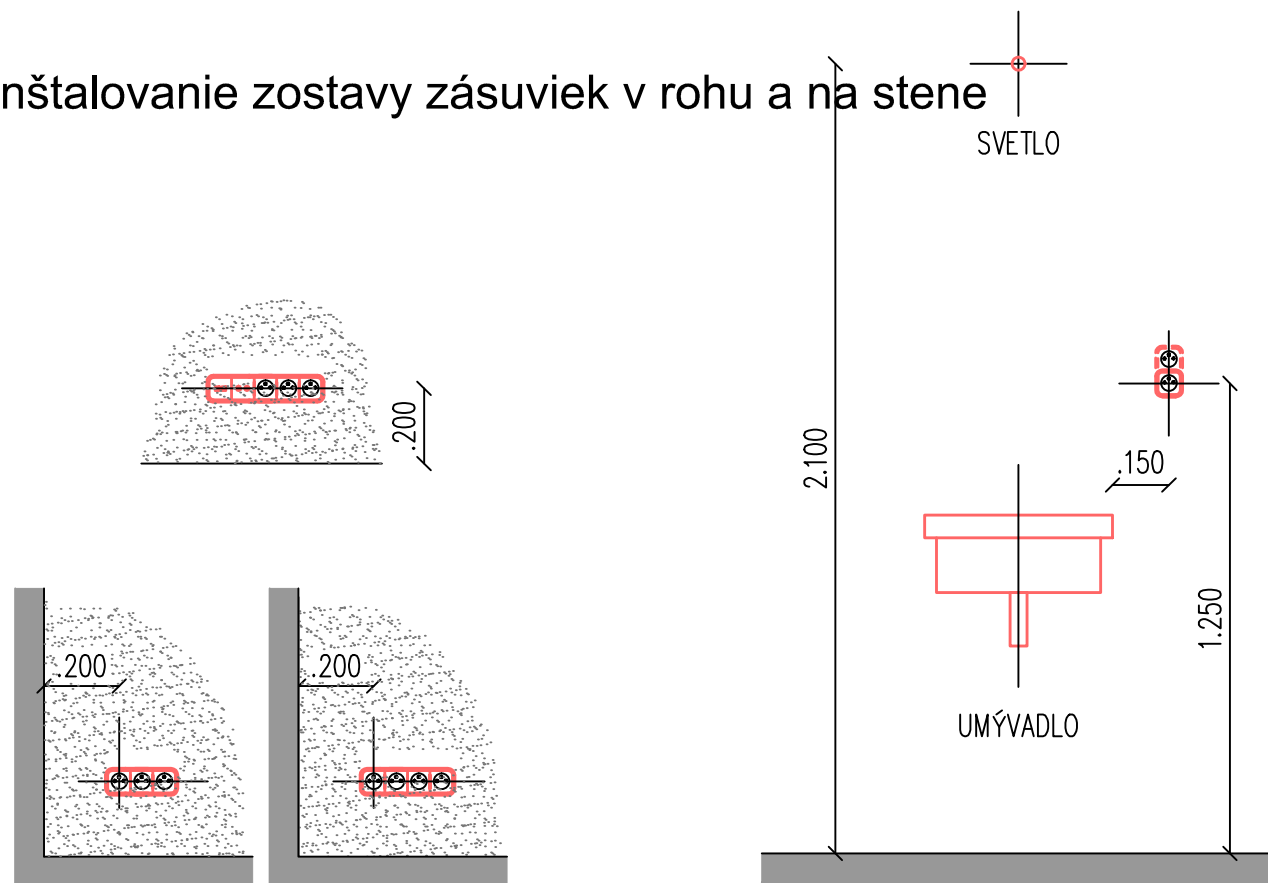 nštalovanie zostavy zásuviek v rohu a na stene
SVETLO
.200
2.100
.150
1.250
.200
.200
UMÝVADLO